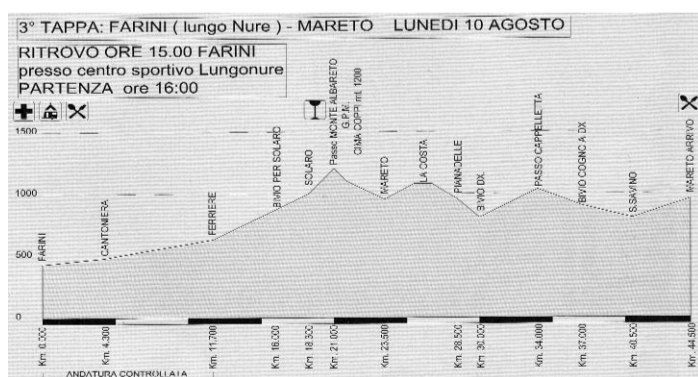 3° TAPPA: FARINI ( lungo Nure ) - MARETO LUNEDI 10 AGOSTO
RITROVO ORE 15.00 FARINI
presso centro sportivo Lungonure
PARTENZA ore 16:00
1500
1000
500
0
FARINI
CANTONIERA
FERRIERE
BIVIO PER SOLARO
SOLARO
Passo MONTE ALBARETO
G.P.M.
CIMA COPPI mt. 1200
MARETO
LA COSTA
PIANADELLE
BIVIO DX.
PASSO CAPPELLETTA
BIVIO COGNO A DX
S.SAVINO
MARETO ARRIVO
Km. 0.000
Km. 4.300
Km. 11.700
Km. 16.000
Km. 18.300
Km. 21.000
Km. 23.500
Km. 28.500
Km. 30.000
Km. 34.000
Km. 37.000
Km. 40.500
Km. 44.500
ANDATURA CONTROLLATA